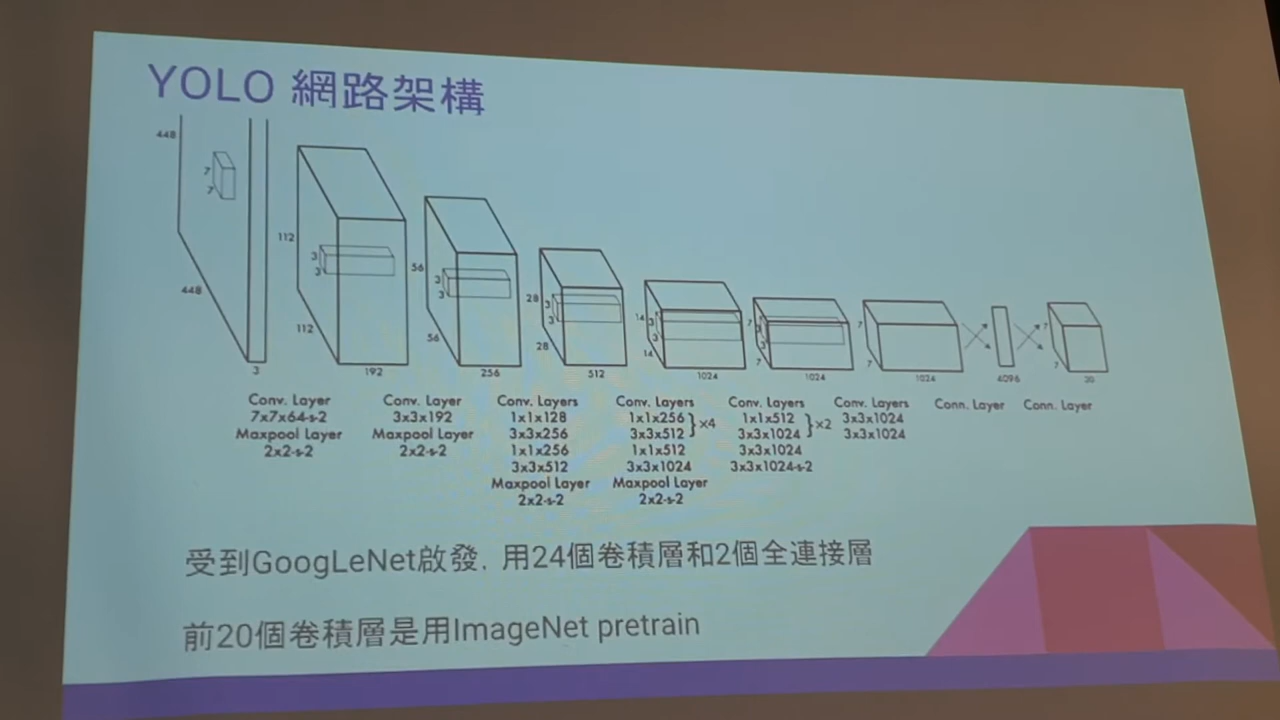 YOLO 網路架構
448
7
7
448
3
112
3
3
112
192
56
3
3
56
256
28
3
3
28
512
14
3
3
14
1024
7
3
3
7
1024
7
7
1024
4096
7
7
30
Conv. Layer
7x7x64-s-2
Maxpool Layer
2x2-s-2
Conv. Layer
3x3x192
Maxpool Layer
2x2-s-2
Conv. Layers
1x1x128
3x3x256
1x1x256
3x3x512
Maxpool Layer
2x2-s-2
Conv. Layers
1x1x256
3x3x512 }×4
1x1x512
3x3x1024
Maxpool Layer
2x2-s-2
Conv. Layers
1x1x512
3x3x1024 }×2
3x3x1024
3x3x1024-s-2
Conv. Layers
3x3x1024
3x3x1024
Conn. Layer
Conn. Layer
受到GoogLeNet啟發, 用24個卷積層和2個全連接層
前20個卷積層是用ImageNet pretrain